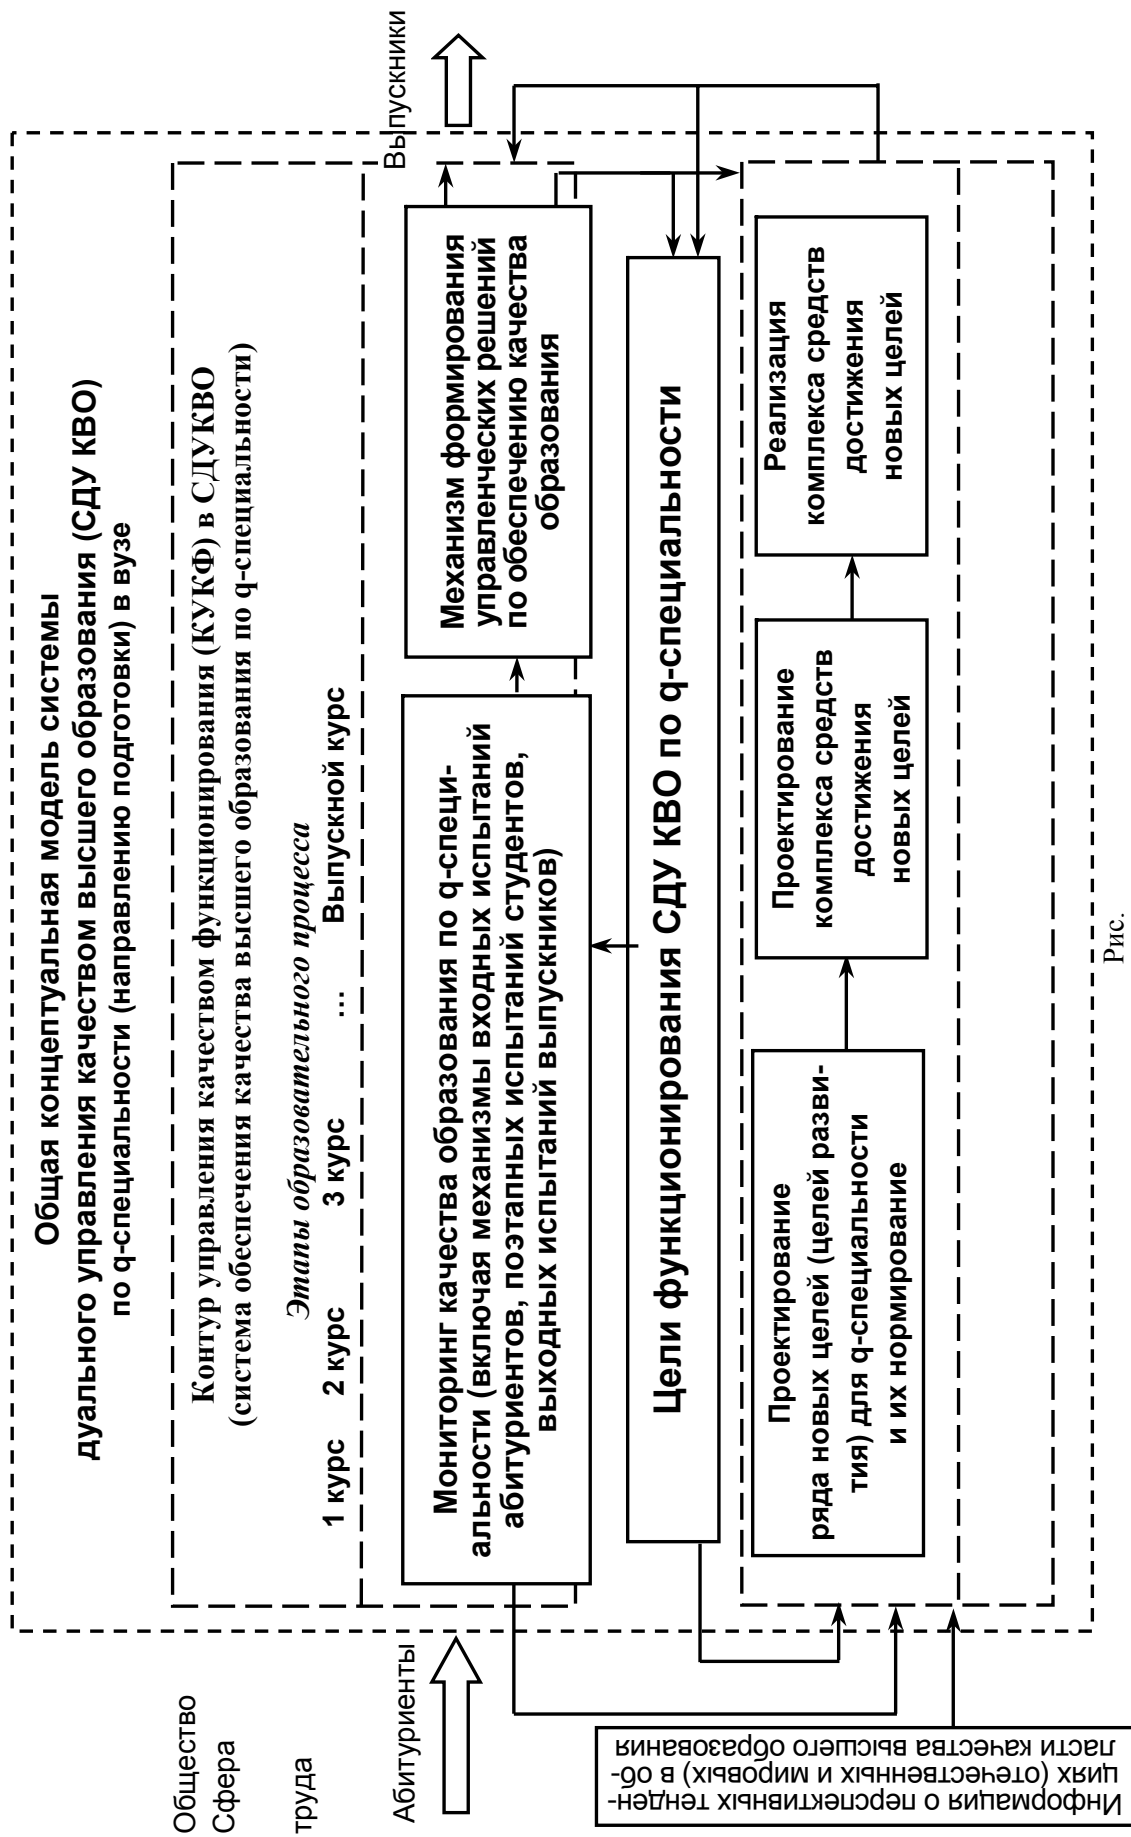 Общая концептуальная модель системы
дуального управления качеством высшего образования (СДУ КВО)
по q-специальности (направлению подготовки) в вузе
Контур управления качеством функционирования (КУКФ) в СДУКВО
(система обеспечения качества высшего образования по q-специальности)
Этапы образовательного процесса
1 курс 2 курс 3 курс ... Выпускной курс
Общество
Сфера
труда
Абитуриенты
Выпускники
Мониторинг качества образования по q-специ-
альности (включая механизмы входных испытаний
абитуриентов, поэтапных испытаний студентов,
выходных испытаний выпускников)
Механизм формирования
управленческих решений
по обеспечению качества
образования
Цели функционирования СДУ КВО по q-специальности
Проектирование
ряда новых целей (целей разви-
тия) для q-специальности
и их нормирование
Проектирование
комплекса средств
достижения
новых целей
Реализация
комплекса средств
достижения
новых целей
Информация о перспективных тенден-
циях (отечественных и мировых) в об-
ласти качества высшего образования
Рис.